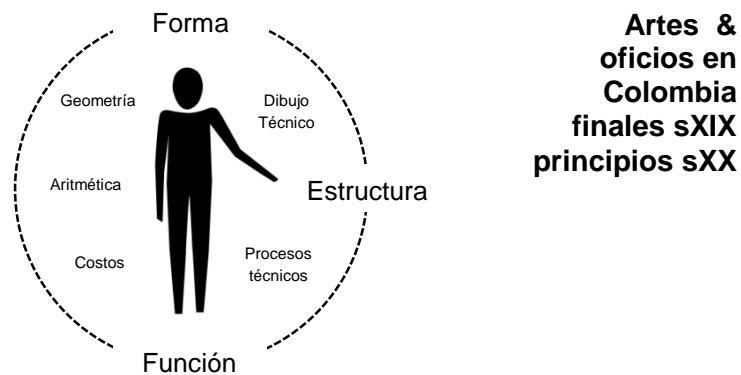 Forma
Geometría
Dibujo
Técnico
Aritmética
Estructura
Costos
Procesos
técnicos
Función
Artes &
oficios en
Colombia
finales sXIX
principios sXX